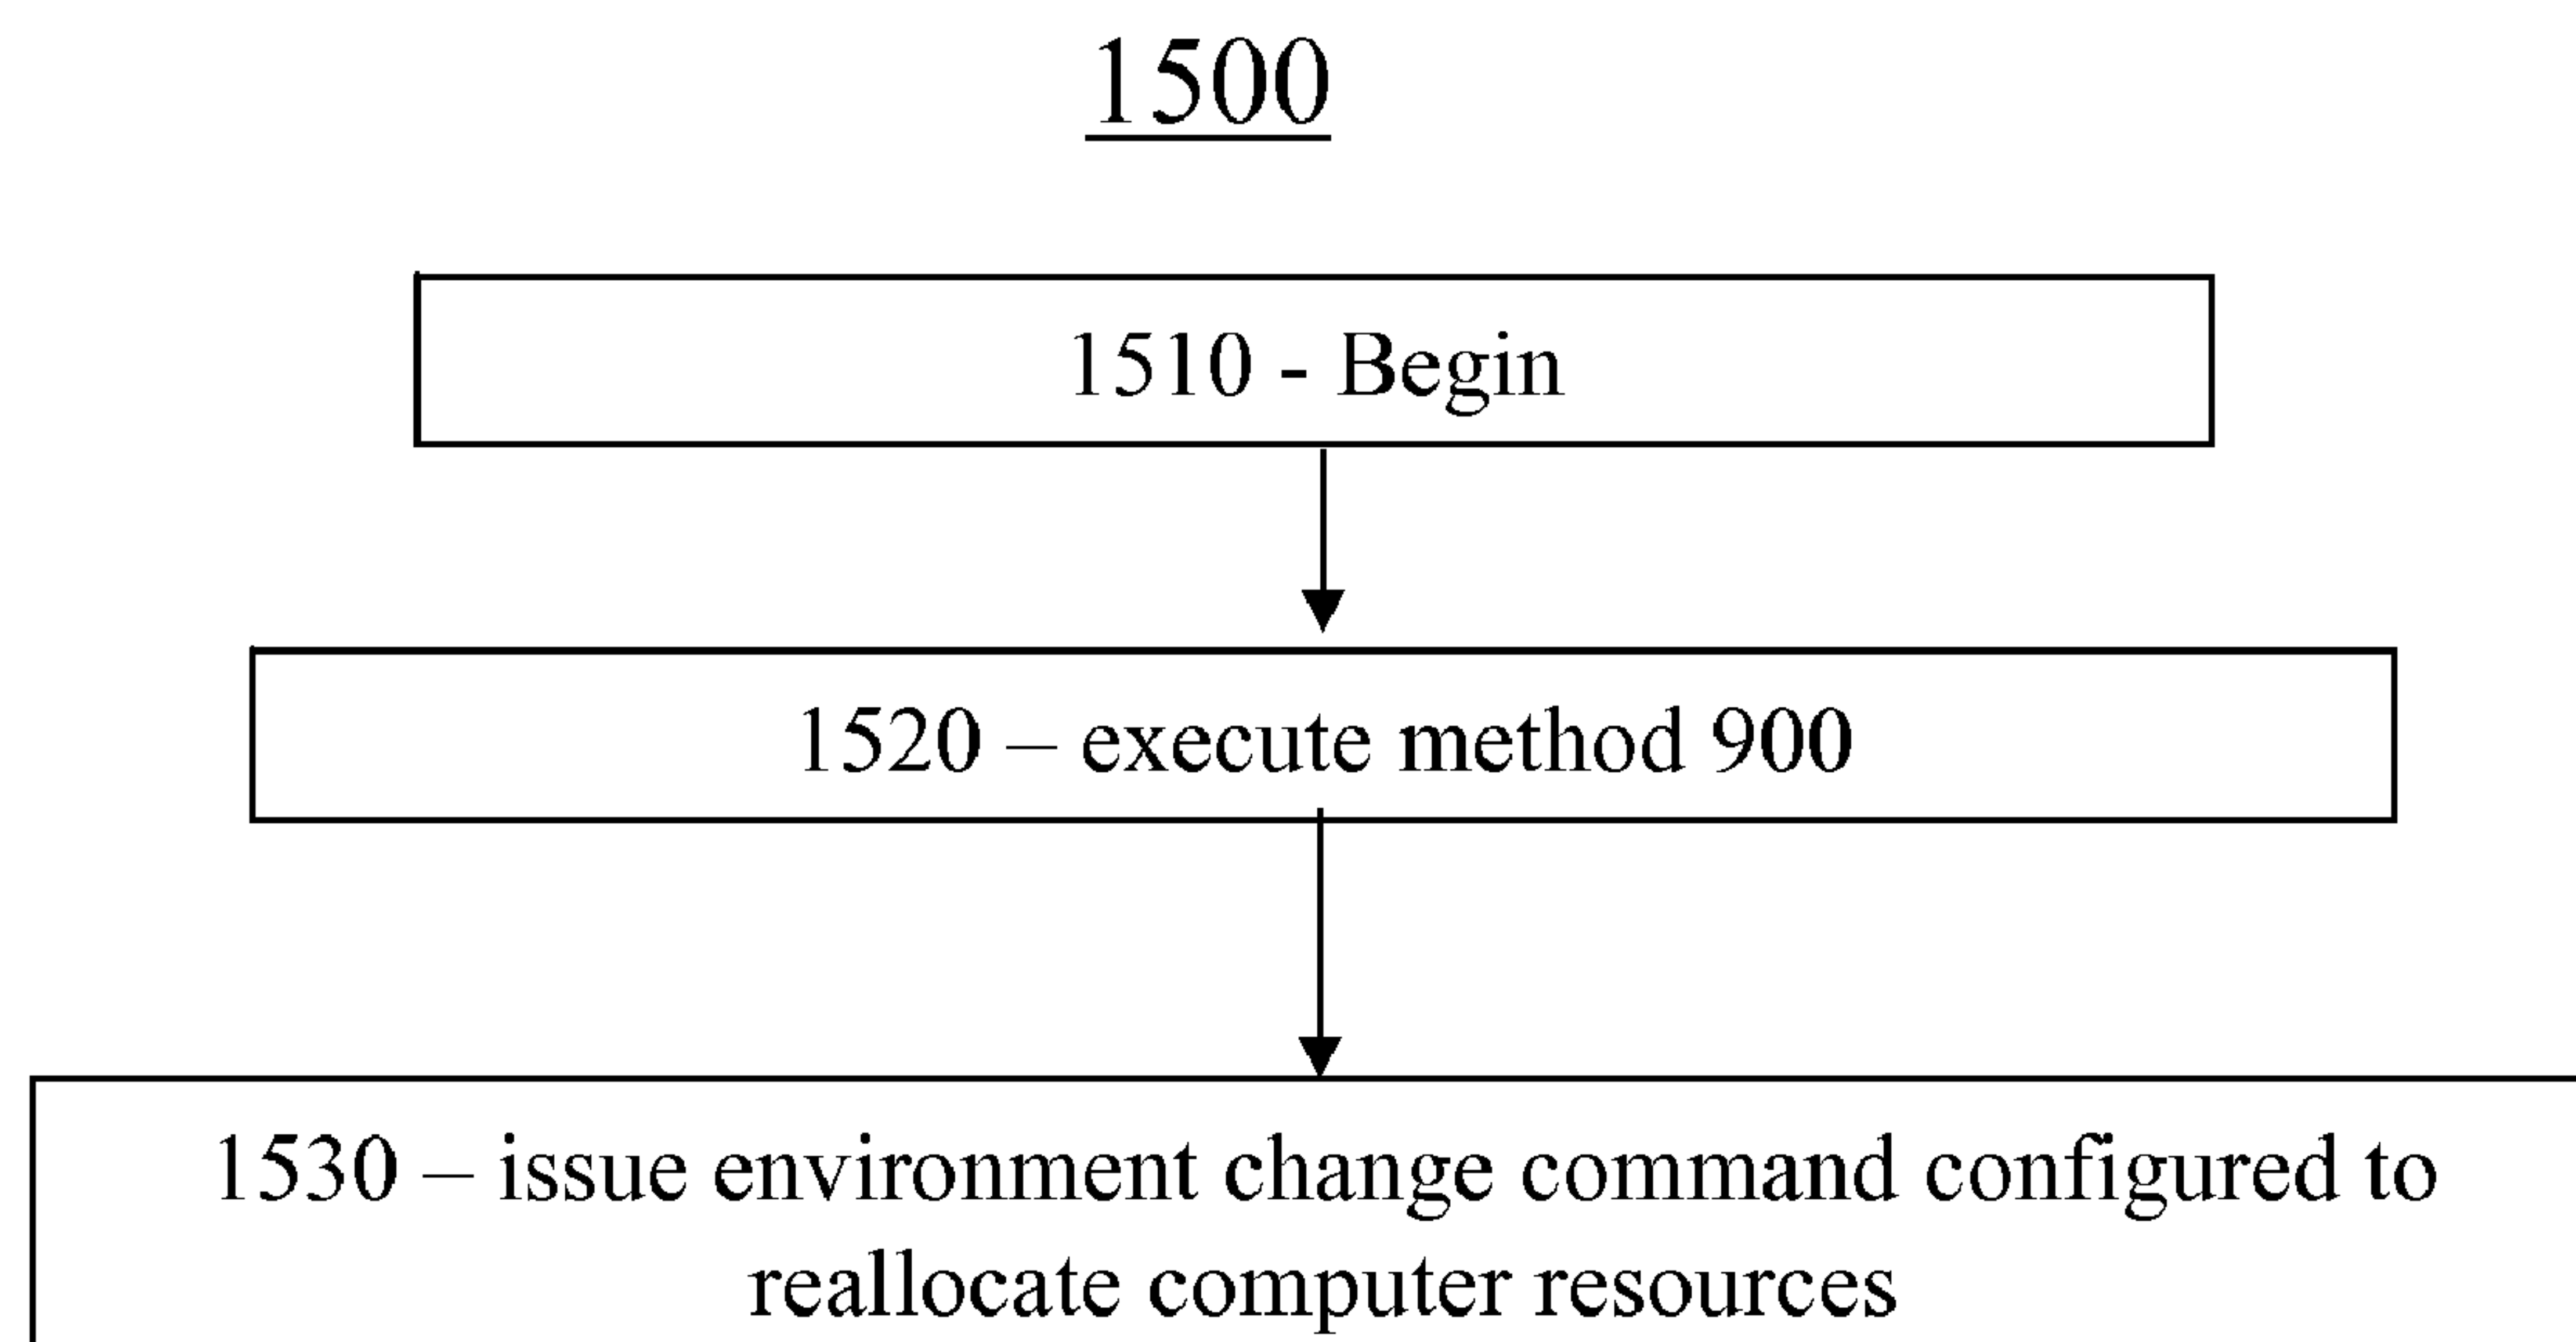 1500
1510 - Begin
1520 – execute method 900
1530 – issue environment change command configured to
reallocate computer resources